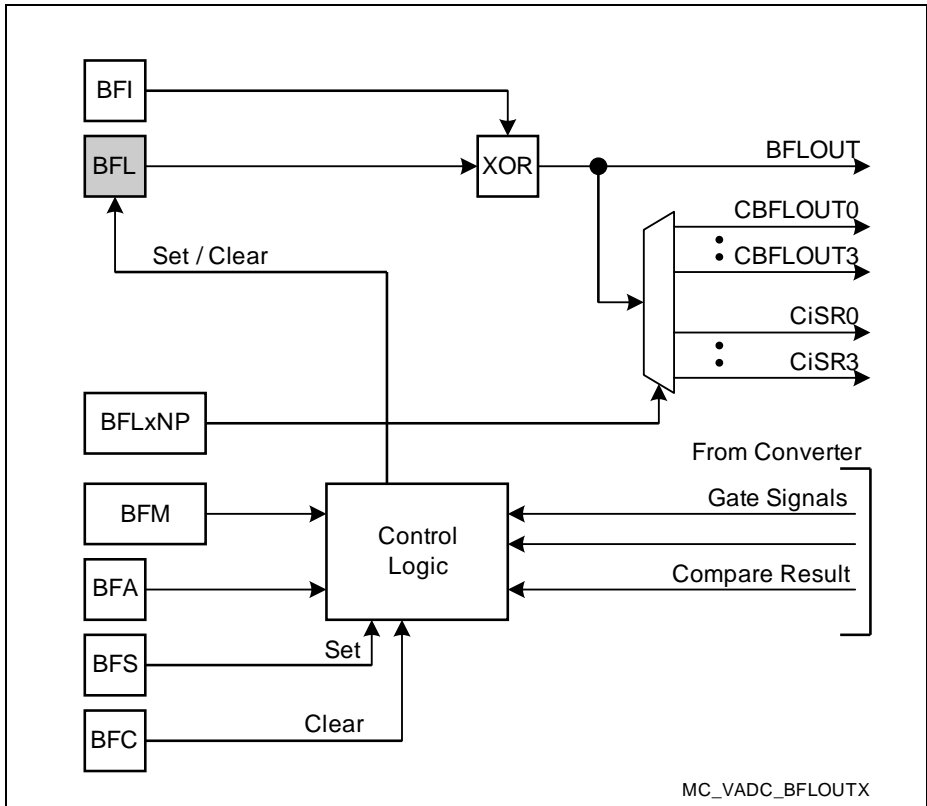 BFI
BFL
XOR
BFLOUT
CBFLOUT0
CBFLOUT3
Set / Clear
CiSR0
CiSR3
BFLxNP
From Converter
BFM
Control
Logic
Gate Signals
BFA
Compare Result
BFS
Set
BFC
Clear
MC_VADC_BFLOUTX